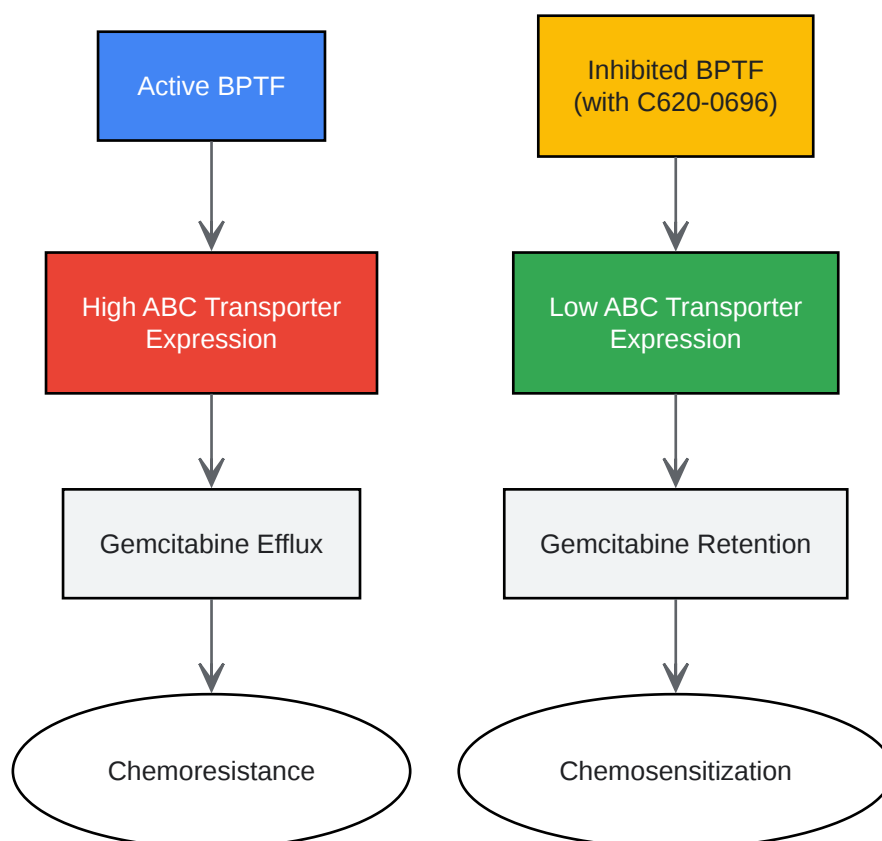 Active BPTF
High ABC Transporter
Expression
Gemcitabine Efflux
Chemoresistance
Inhibited BPTF
(with C620-0696)
Low ABC Transporter
Expression
Gemcitabine Retention
Chemosensitization